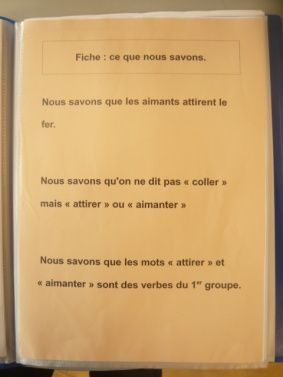 Fiche : ce que nous savons.
Nous savons que les aimants attirent le
fer.
Nous savons qu'on ne dit pas « coller »
mais « attirer » ou « aimanter »
Nous savons que les mots « attirer » et
« aimanter » sont des verbes du 1er groupe.